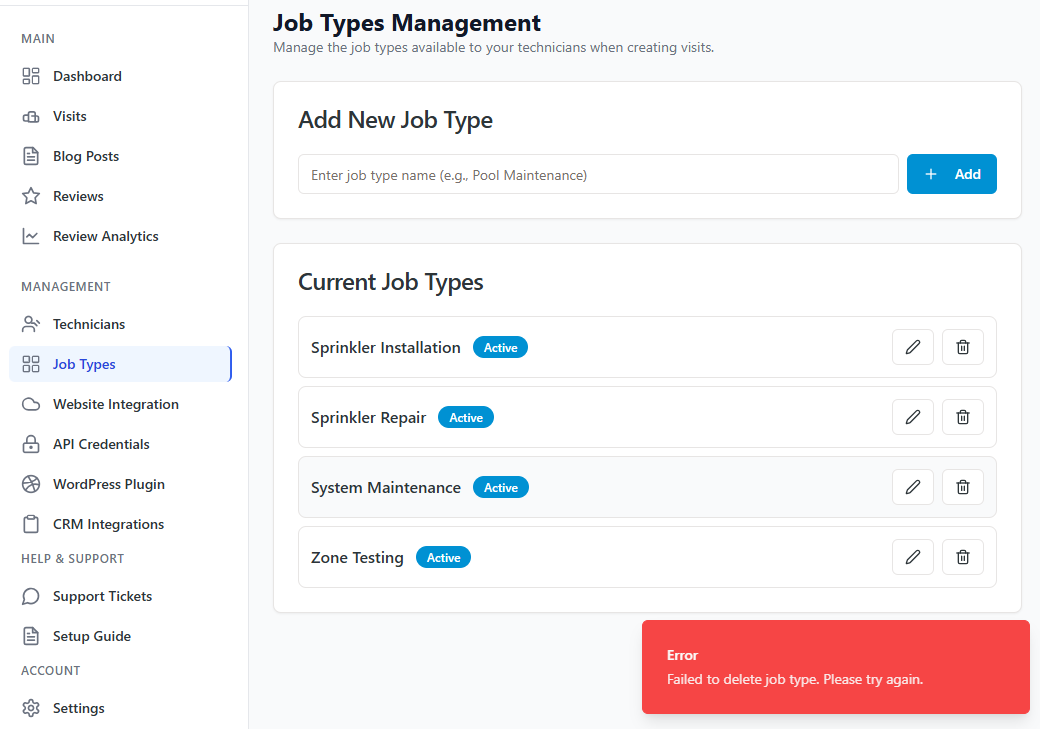 MAIN
Dashboard
Visits
Blog Posts
Reviews
Review Analytics
MANAGEMENT
Technicians
Job Types
Website Integration
API Credentials
WordPress Plugin
CRM Integrations
HELP & SUPPORT
Support Tickets
Setup Guide
ACCOUNT
Settings
Job Types Management
Manage the job types available to your technicians when creating visits.
Add New Job Type
Enter job type name (e.g., Pool Maintenance)
Add
Current Job Types
Sprinkler Installation Active
Sprinkler Repair Active
System Maintenance Active
Zone Testing Active
Error
Failed to delete job type. Please try again.